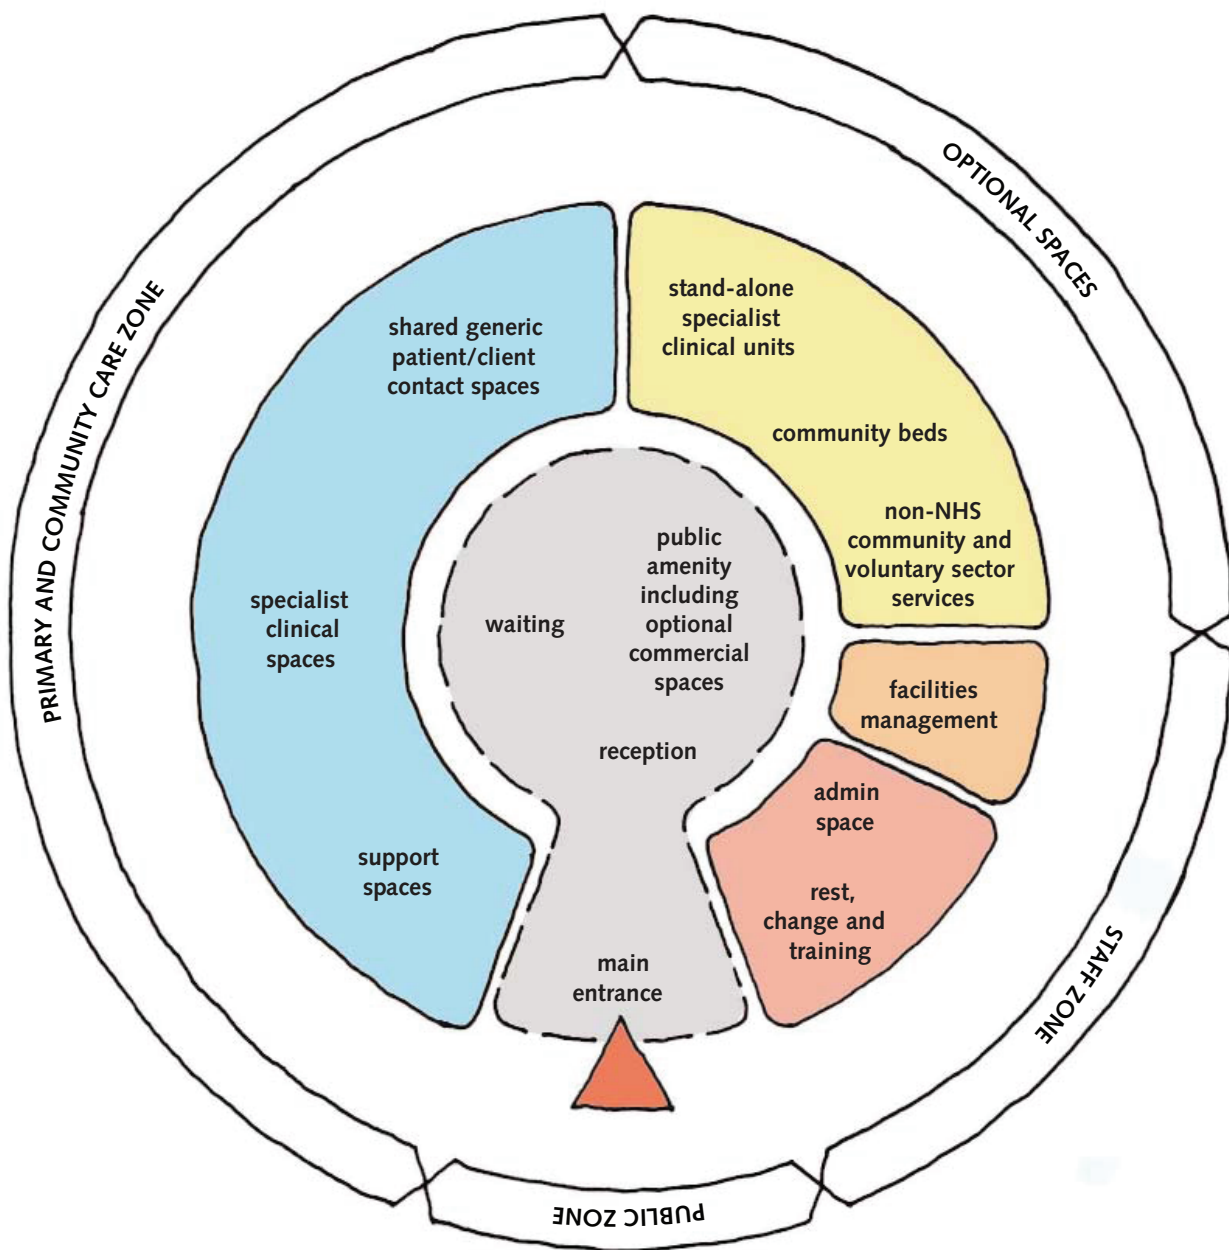 OPTIONAL SPACES
PRIMARY AND COMMUNITY CARE ZONE
shared generic
patient/client
contact spaces
stand-alone
specialist
clinical units
community beds
non-NHS
community and
voluntary sector
services
specialist
clinical
spaces
waiting
public
amenity
including
optional
commercial
spaces
reception
facilities
management
admin
space
support
spaces
rest,
change and
training
main
entrance
STAFF ZONE
PUBLIC ZONE